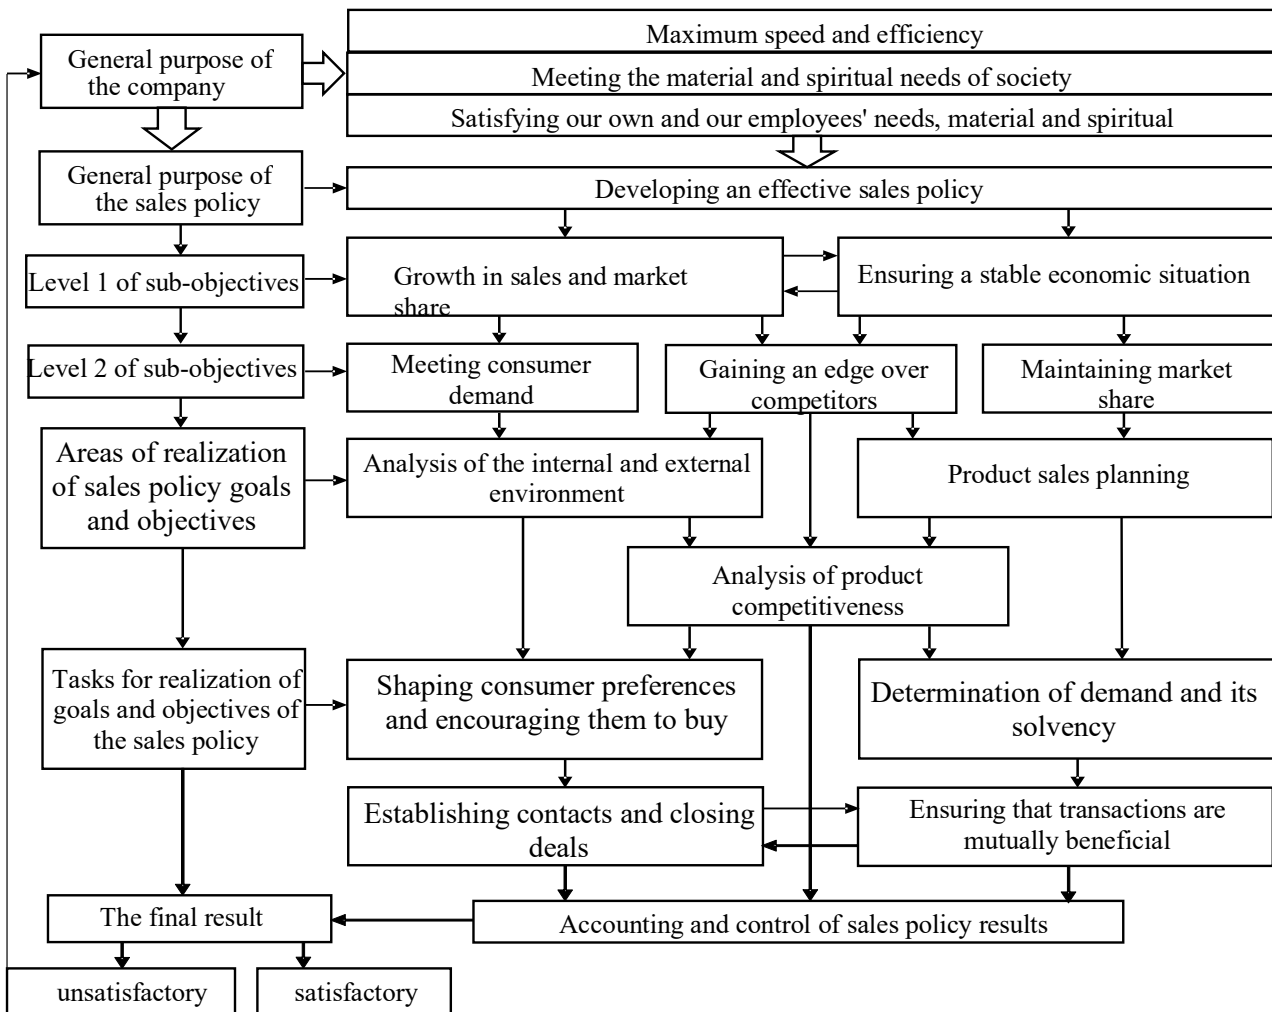 Maximum speed and efficiency
General purpose of
the company
Meeting the material and spiritual needs of society
Satisfying our own and our employees' needs, material and spiritual
General purpose of
the sales policy
Developing an effective sales policy
Level 1 of sub-objectives
Growth in sales and market
share
Ensuring a stable economic situation
Level 2 of sub-objectives
Meeting consumer
demand
Gaining an edge over
competitors
Maintaining market
share
Areas of realization
of sales policy goals
and objectives
Analysis of the internal and external
environment
Product sales planning
Analysis of product
competitiveness
Tasks for realization of
goals and objectives of
the sales policy
Shaping consumer preferences
and encouraging them to buy
Determination of demand and its
solvency
Establishing contacts and closing
deals
Ensuring that transactions are
mutually beneficial
The final result
Accounting and control of sales policy results
unsatisfactory
satisfactory